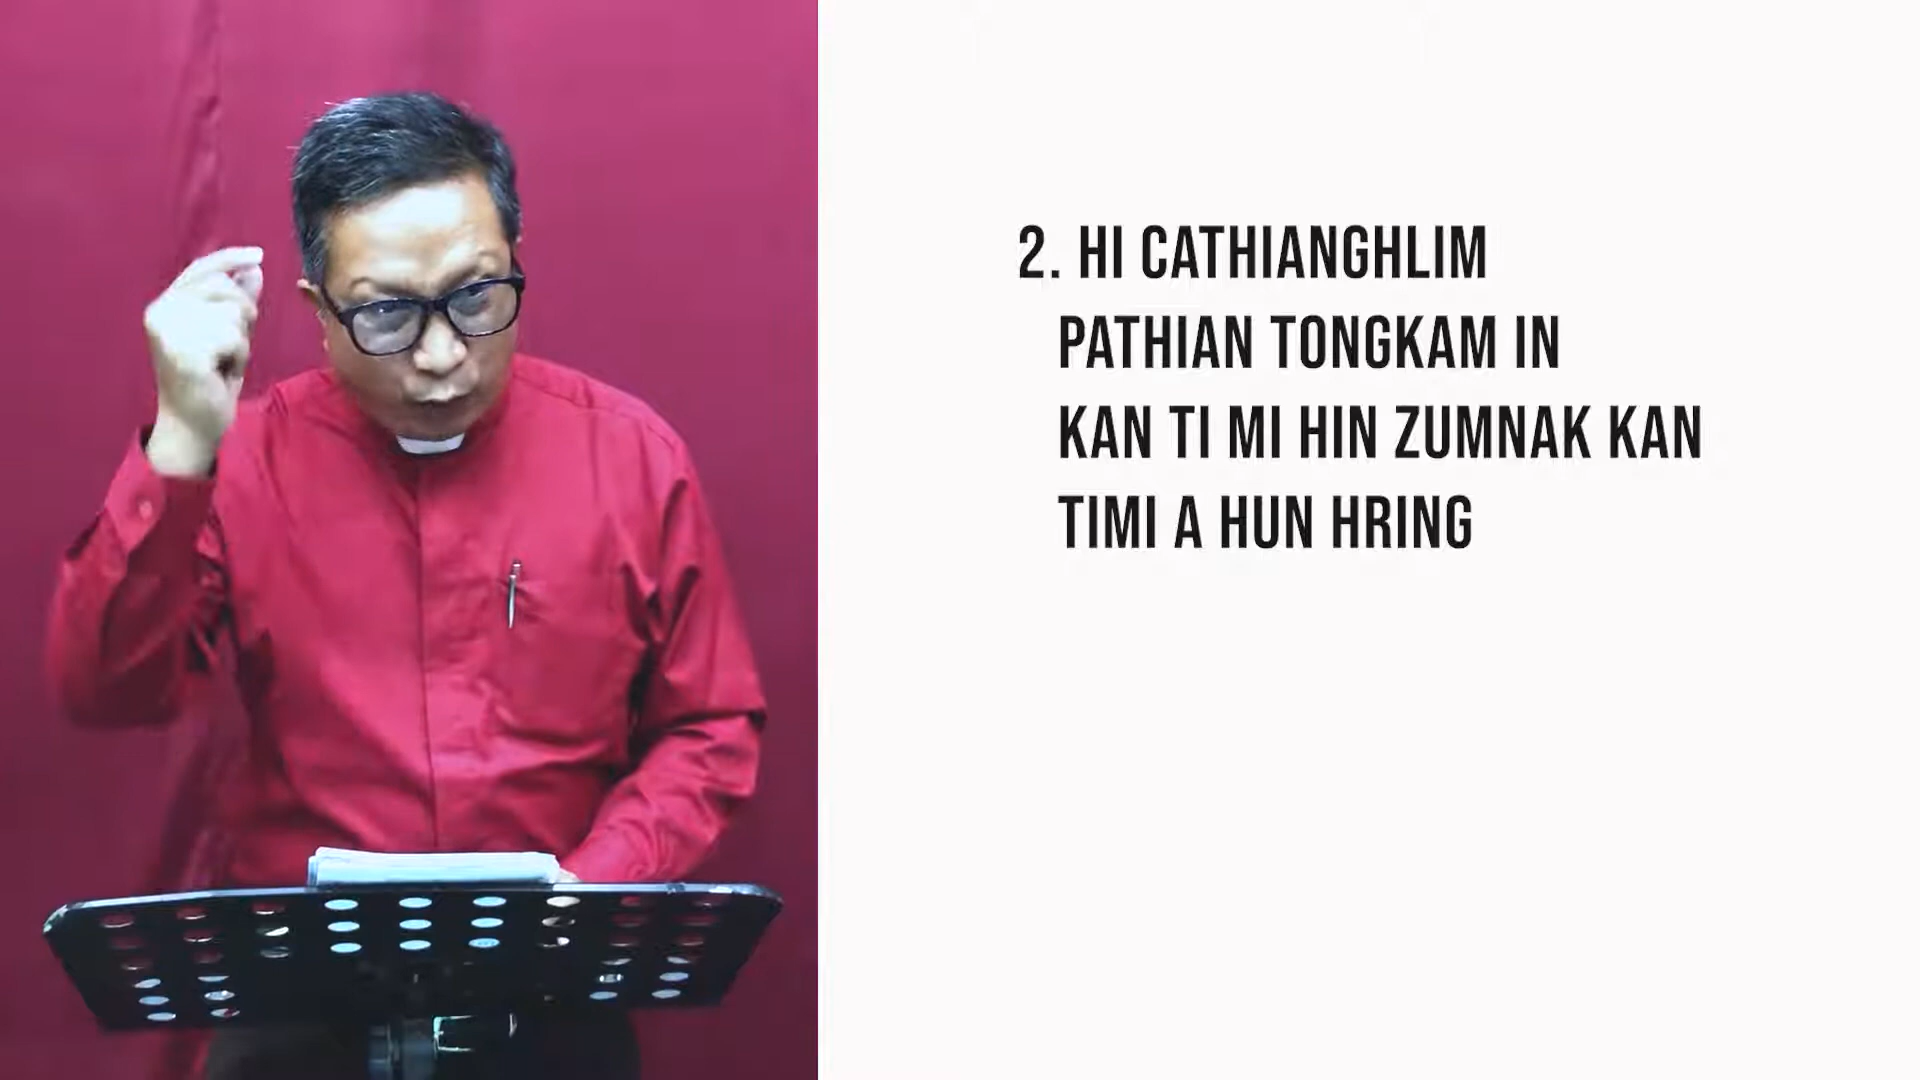 2. HI CATHIANGHLIM
PATHIAN TONGKAM IN
KAN TI MI HIN ZUMNAK KAN
TIMI A HUN HRING